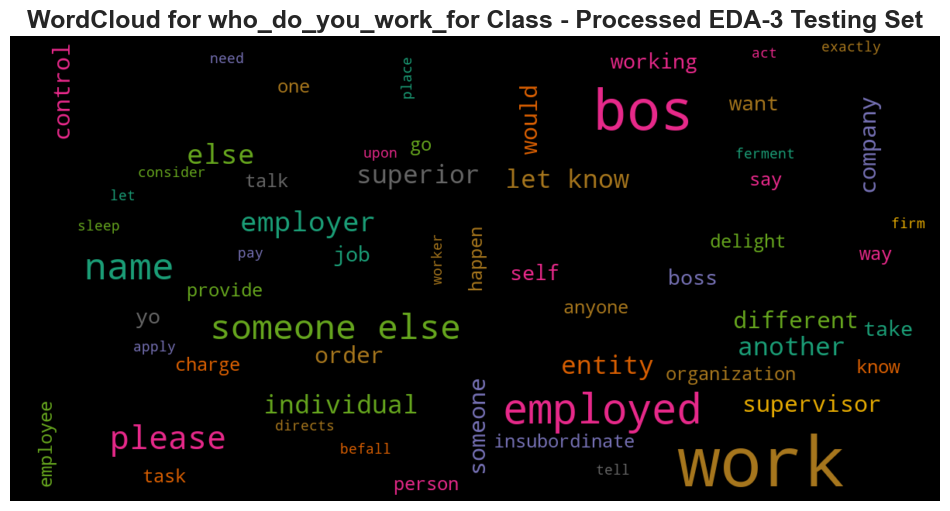 WordCloud for who_do_you_work_for Class - Processed EDA-3 Testing Set
control
need
one
place
would
working
act
exactly
bos
want
company
else
upon
go
ferment
consider
talk
superior
let know
say
let
sleep
employer
worker
happen
delight
firm
name
pay
job
self
boss
way
provide
yo
someone else
anyone
different
take
apply
charge
order
another
entity
organization
know
employee
individual
someone
employed
supervisor
please
directs
befall
insubordinate
work
task
person
tell